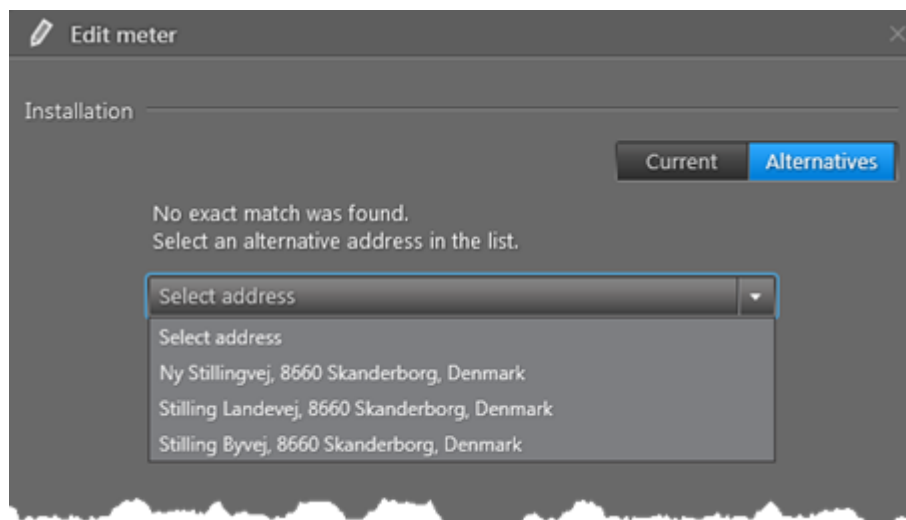 Edit meter
Installation
Current
Alternatives
No exact match was found.
Select an alternative address in the list.
Select address
Select address
Ny Stillingvej, 8660 Skanderborg, Denmark
Stilling Landevej, 8660 Skanderborg, Denmark
Stilling Byvej, 8660 Skanderborg, Denmark